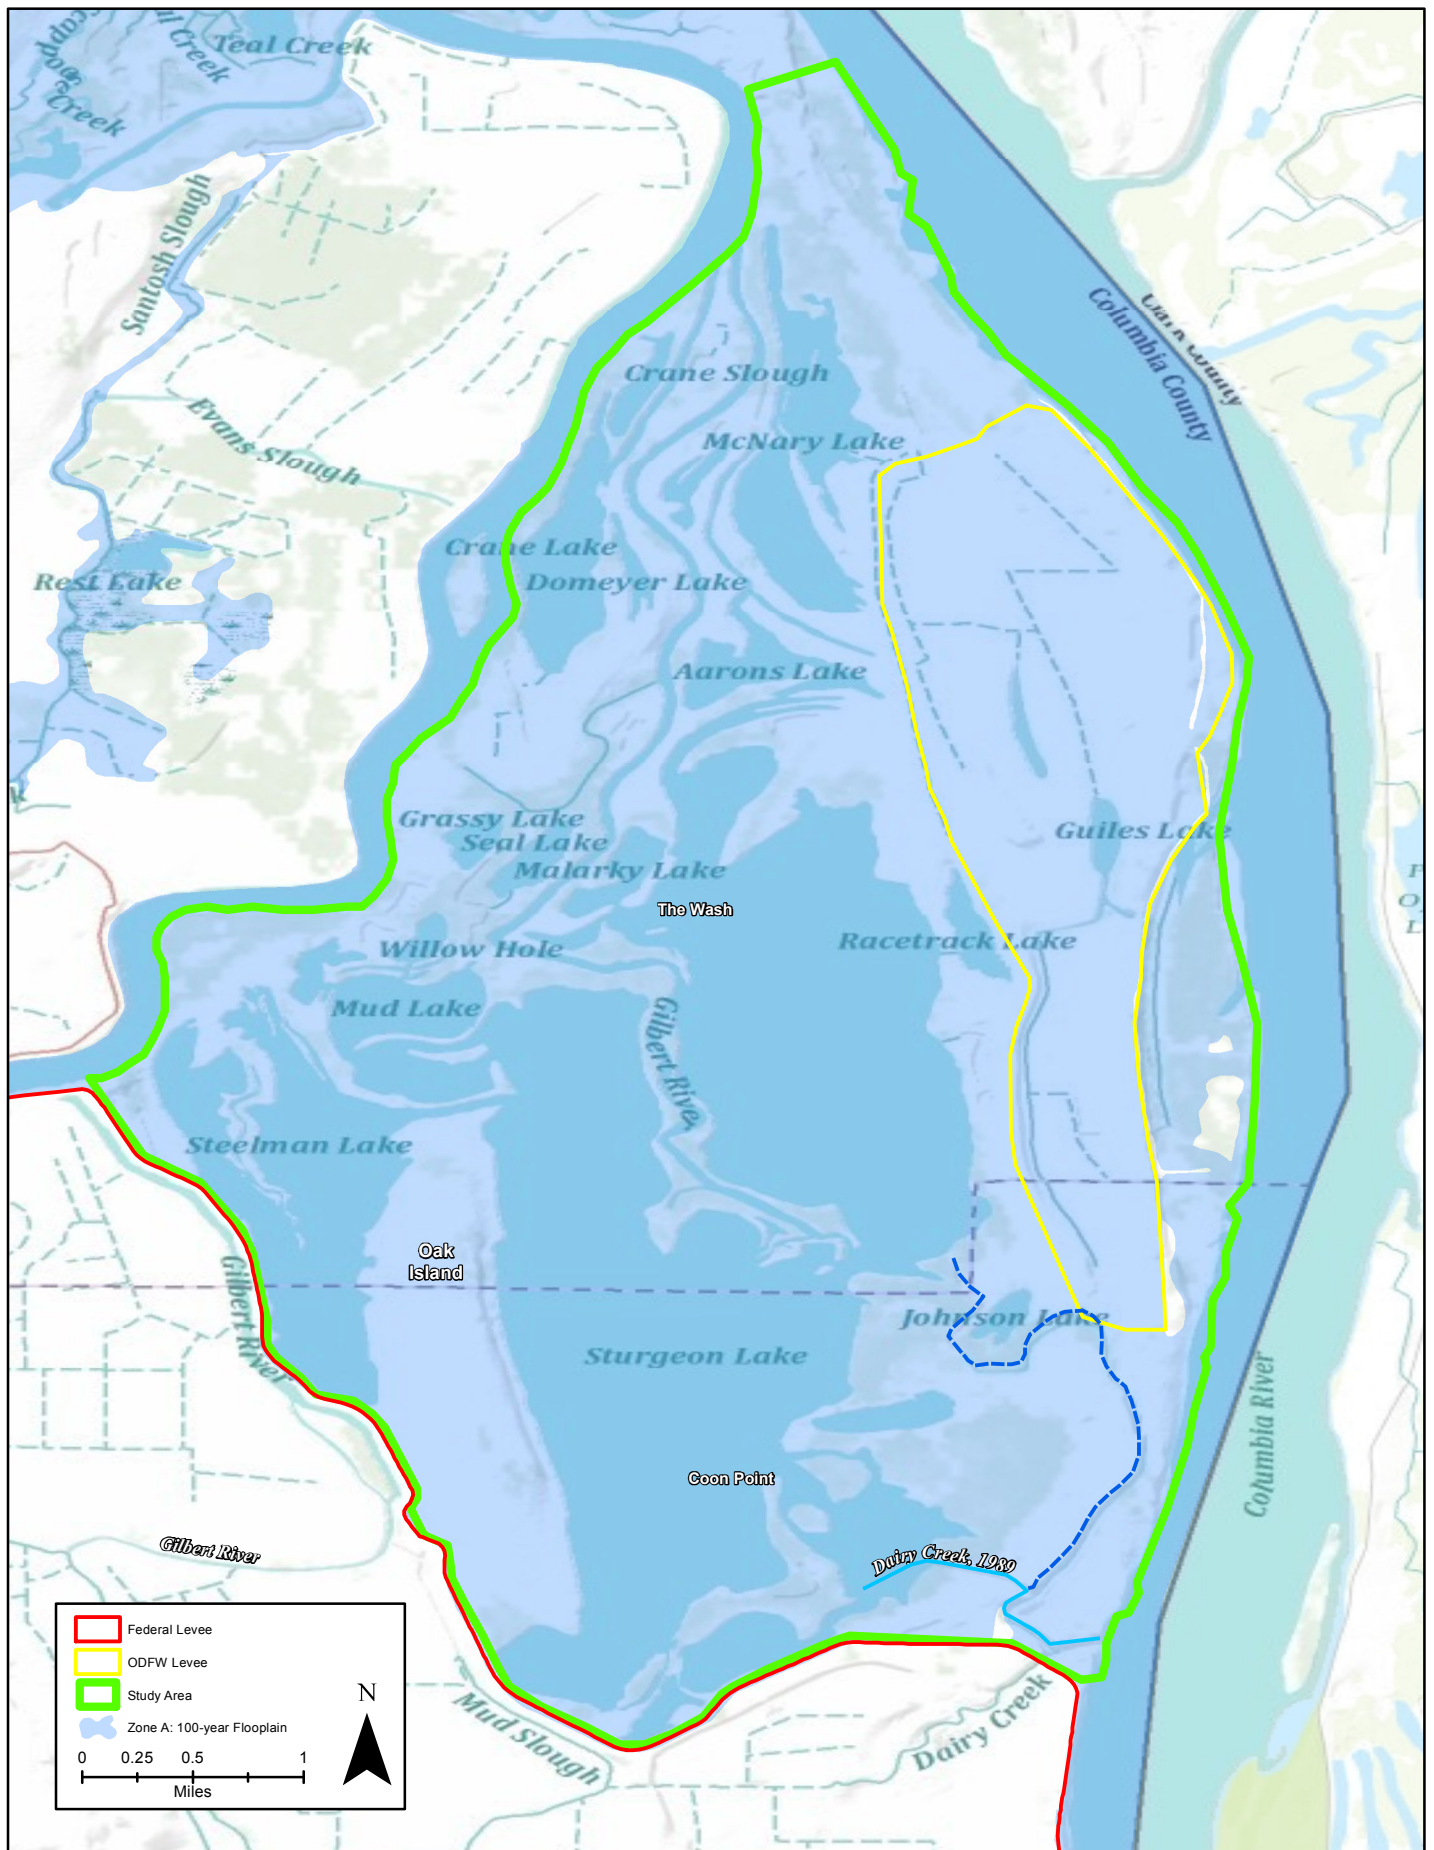 Teal Creek
Creek
Creek
Santosh Slough
Evans Slough
Rest Lake
Crane Slough
McNary Lake
Columbia County
Clark County
Crane Lake
Domeyer Lake
Aarons Lake
Grassy Lake
Seal Lake
Malarky Lake
Guiles Lake
The Wash
Willow Hole
Racetrack Lake
Mud Lake
Gilbert River
Steelman Lake
Oak
Island
Gilbert River
Johnson Lake
Sturgeon Lake
Columbia River
Coon Point
Gilbert River
Dairy Creek, 1989
Mud Slough
Dairy Creek
Federal Levee
ODFW Levee
Study Area
Zone A: 100-year Flooplain
N
0 0.25 0.5 1
Miles